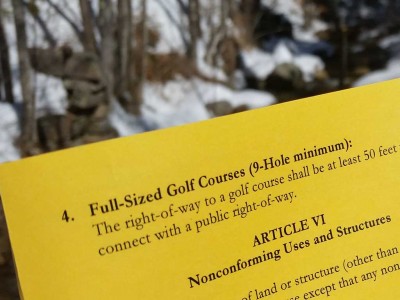 4. Full-Sized Golf Courses (9-Hole minimum):
The right-of-way to a golf course shall be at least 50 feet
connect with a public right-of-way.
ARTICLE VI
Nonconforming Uses and Structures
of land or structure (other than
except that any non